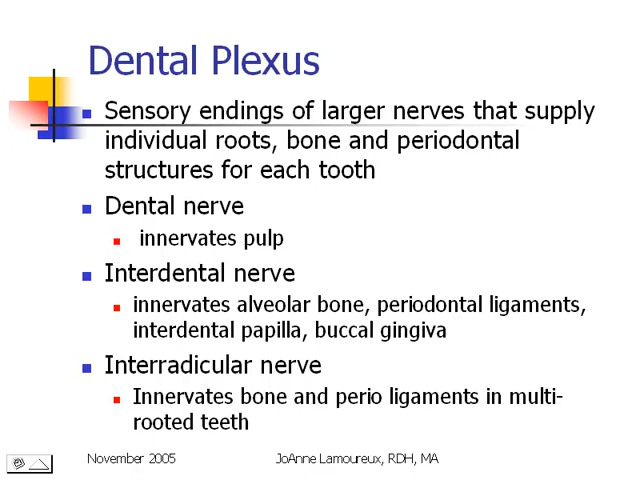 Dental Plexus
Sensory endings of larger nerves that supply
individual roots, bone and periodontal
structures for each tooth
Dental nerve
innervates pulp
Interdental nerve
innervates alveolar bone, periodontal ligaments,
interdental papilla, buccal gingiva
Interradicular nerve
Innervates bone and perio ligaments in multi-
rooted teeth
November 2005
JoAnne Lamoureux, RDH, MA